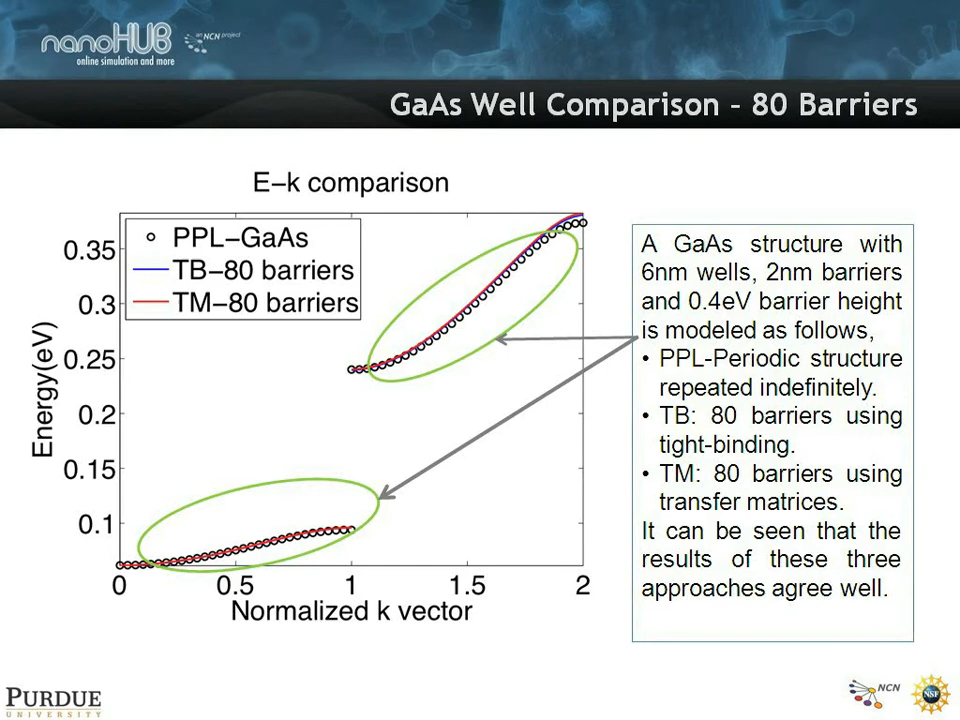 nanoHUB
an NCN project
online simulation and more
GaAs Well Comparison – 80 Barriers
E−k comparison
PPL−GaAs
TB−80 barriers
TM−80 barriers
Energy(eV)
0.35
0.3
0.25
0.2
0.15
0.1
0 0.5 1 1.5 2
Normalized k vector
A GaAs structure with
6nm wells, 2nm barriers
and 0.4eV barrier height
is modeled as follows,
• PPL-Periodic structure
repeated indefinitely.
• TB: 80 barriers using
tight-binding.
• TM: 80 barriers using
transfer matrices.
It can be seen that the
results of these three
approaches agree well.
PURDUE
UNIVERSITY
NCN
NSF